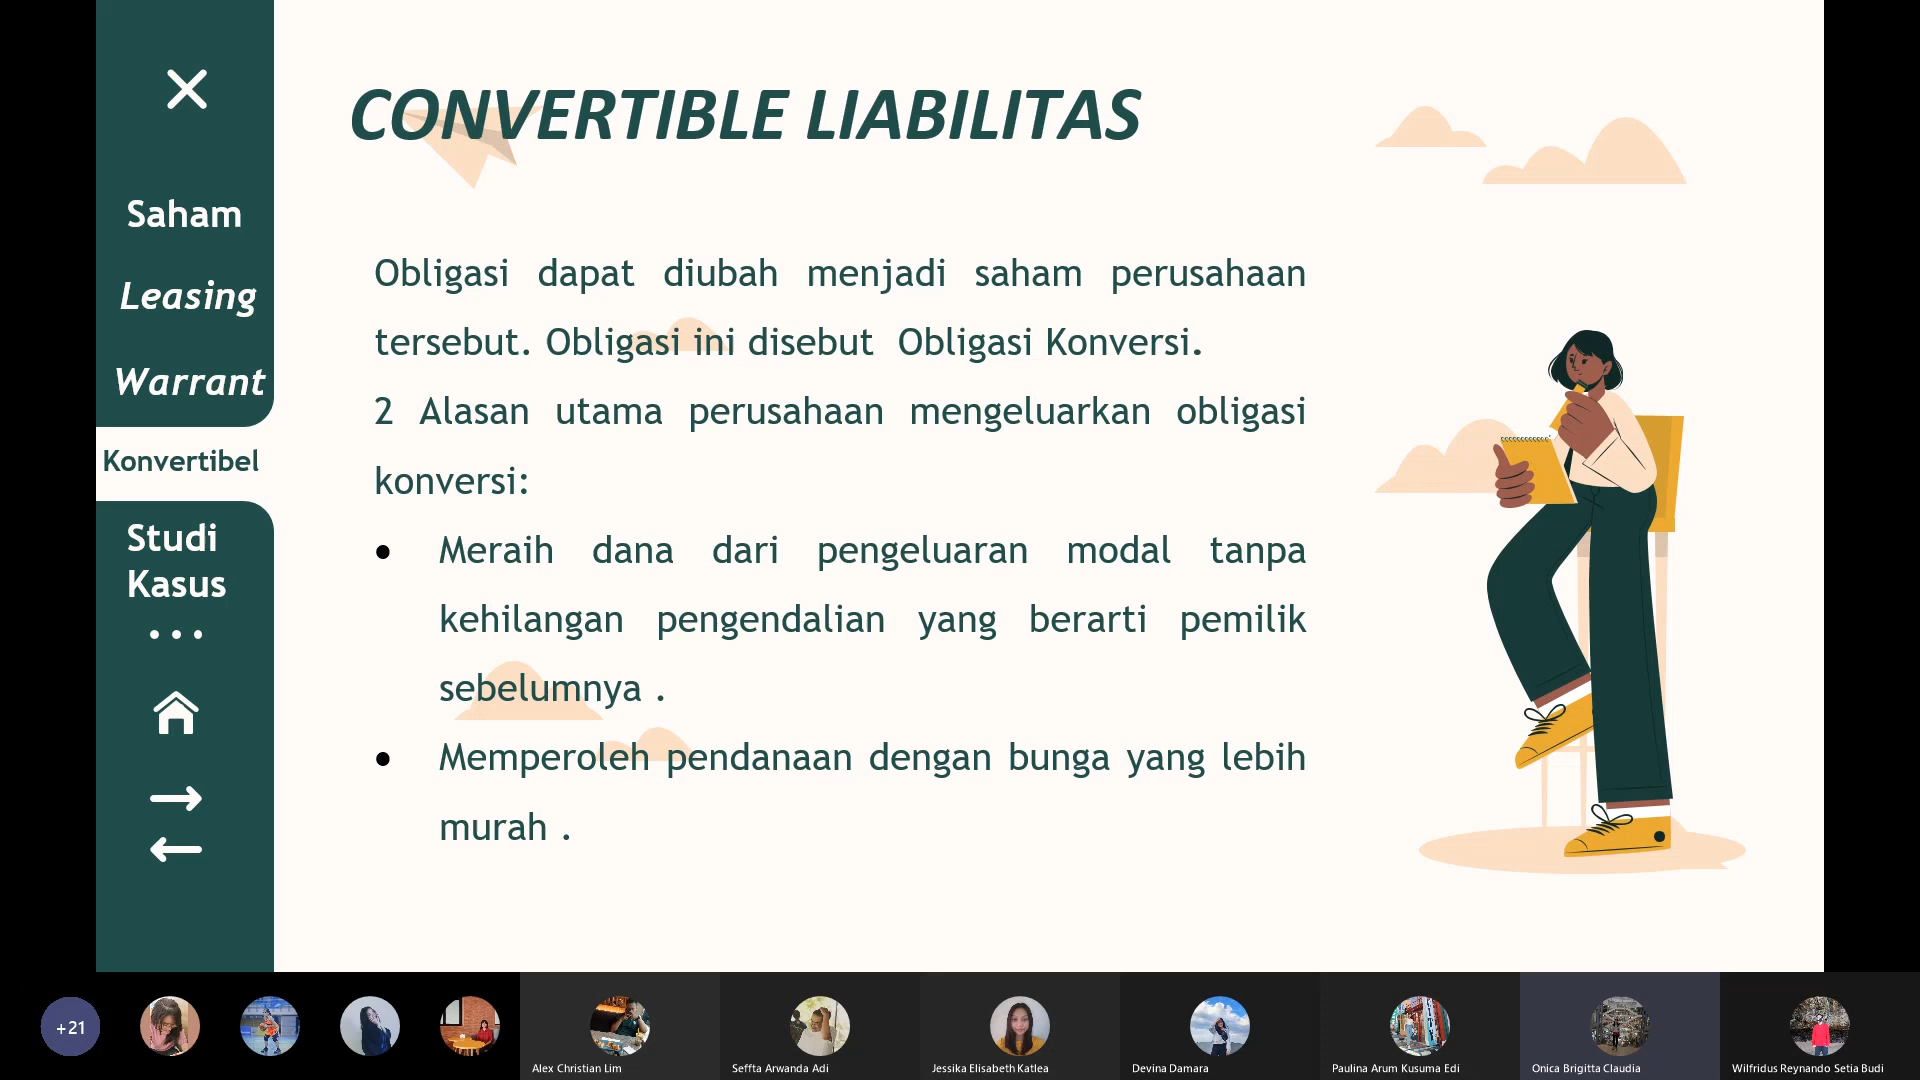 CONVERTIBLE LIABILITAS
Saham
Leasing
Warrant
Konvertibel
Studi
Kasus
Obligasi dapat diubah menjadi saham perusahaan
tersebut. Obligasi ini disebut Obligasi Konversi.
2 Alasan utama perusahaan mengeluarkan obligasi
konversi:
• Meraih dana dari pengeluaran modal tanpa
kehilangan pengendalian yang berarti pemilik
sebelumnya .
• Memperoleh pendanaan dengan bunga yang lebih
murah .
+21
Alex Christian Lim
Seffta Arwanda Adi
Jessika Elisabeth Katlea
Devina Damara
Paulina Arum Kusuma Edi
Onica Brigitta Claudia
Wilfridus Reynando Setia Budi